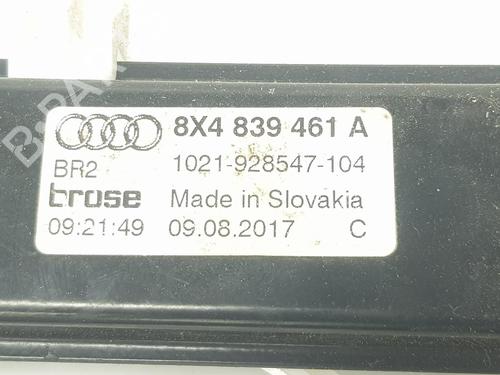 8X4 839 461 A
BR2 1021-928547-104
brose Made in Slovakia
09:21:49 09.08.2017 C